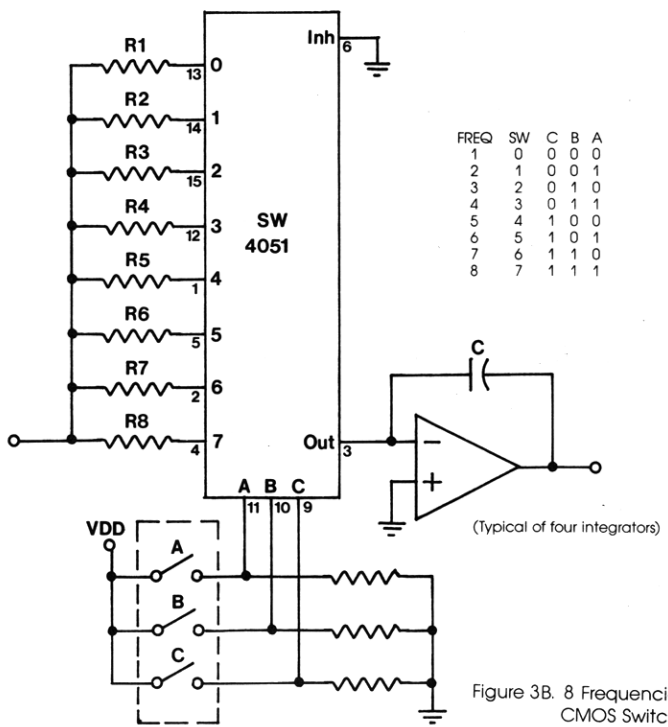 R1
13
0
R2
14
1
R3
15
2
R4
12
3
R5
1
4
R6
5
5
R7
2
6
R8
4
7
Inh
6
SW
4051
Out
3
A B C
11 10 9
FREQ SW C B A
1 0 0 0 0
2 1 0 0 1
3 2 0 1 0
4 3 0 1 1
5 4 1 0 0
6 5 1 0 1
7 6 1 1 0
8 7 1 1 1
C
−
+
(Typical of four integrators)
VDD
A
B
C
Figure 3B. 8 Frequenci
CMOS Switc